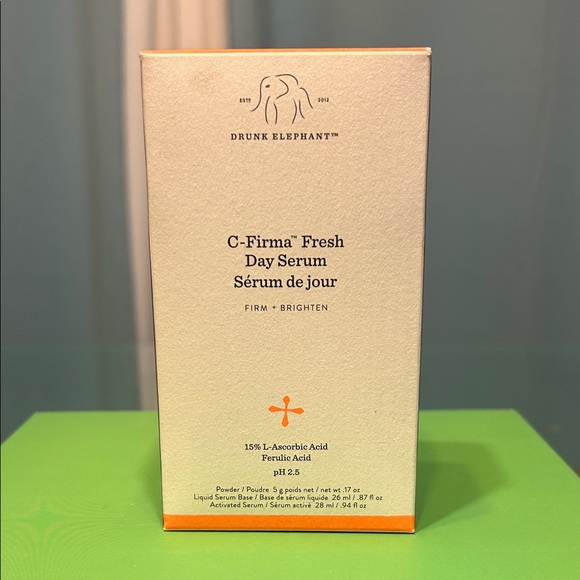 ESTD 2012
DRUNK ELEPHANT™
C-Firma™ Fresh
Day Serum
Sérum de jour
FIRM + BRIGHTEN
15% L-Ascorbic Acid
Ferulic Acid
pH 2.5
Powder / Poudre 5 g poids net / net wt .17 oz
Liquid Serum Base / Base de sérum liquide 26 ml / .87 fl oz
Activated Serum / Sérum activé 28 ml / .94 fl oz